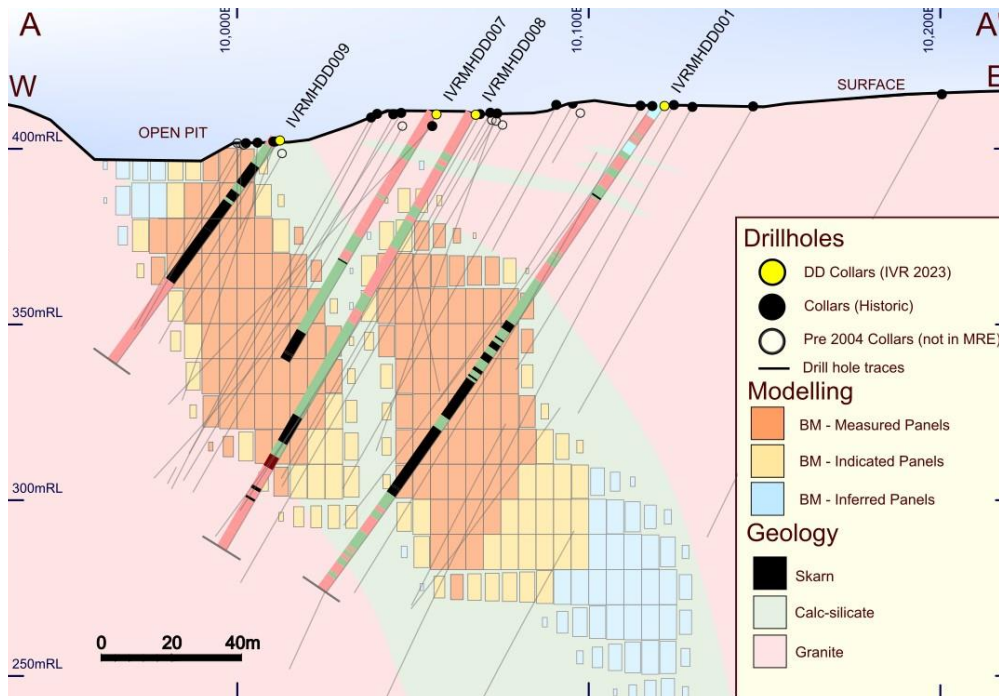 A
A'
W
E
10,000E
10,100E
10,200E
IVRMHDD009
IVRMHDD007
IVRMHDD008
IVRMHDD001
SURFACE
OPEN PIT
400mRL
350mRL
300mRL
250mRL
0 20 40m
Drillholes
DD Collars (IVR 2023)
Collars (Historic)
Pre 2004 Collars (not in MRE)
Drill hole traces
Modelling
BM - Measured Panels
BM - Indicated Panels
BM - Inferred Panels
Geology
Skarn
Calc-silicate
Granite